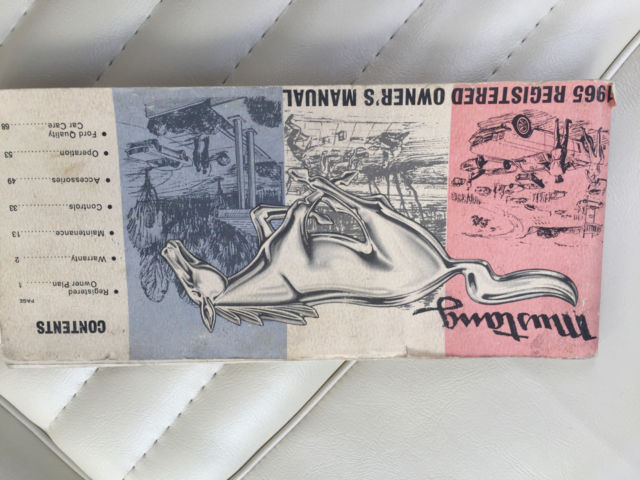 mustang
1965 REGISTERED OWNER'S MANUAL
CONTENTS
PAGE
• Registered
Owner Plan ........ 1
• Warranty ........ 2
• Maintenance ........ 13
• Controls ........ 33
• Accessories ........ 49
• Operation ........ 53
• Ford Quality
Car Care ........ 68